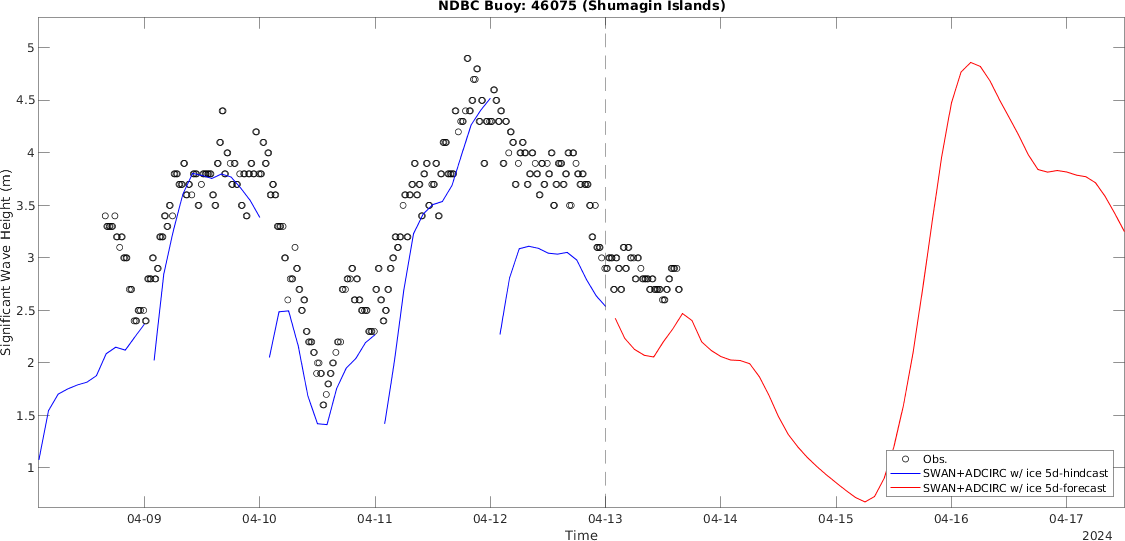 NDBC Buoy: 46075 (Shumagin Islands)
Significant Wave Height (m)
5
4.5
4
3.5
3
2.5
2
1.5
1
Obs.
SWAN+ADCIRC w/ ice 5d-hindcast
SWAN+ADCIRC w/ ice 5d-forecast
04-09 04-10 04-11 04-12 04-13 04-14 04-15 04-16 04-17
Time
2024